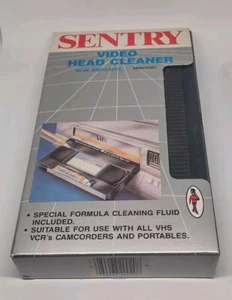 SENTRY
VIDEO
HEAD CLEANER
VHS
• SPECIAL FORMULA CLEANING FLUID
INCLUDED.
• SUITABLE FOR USE WITH ALL VHS
VCR's CAMCORDERS AND PORTABLES.